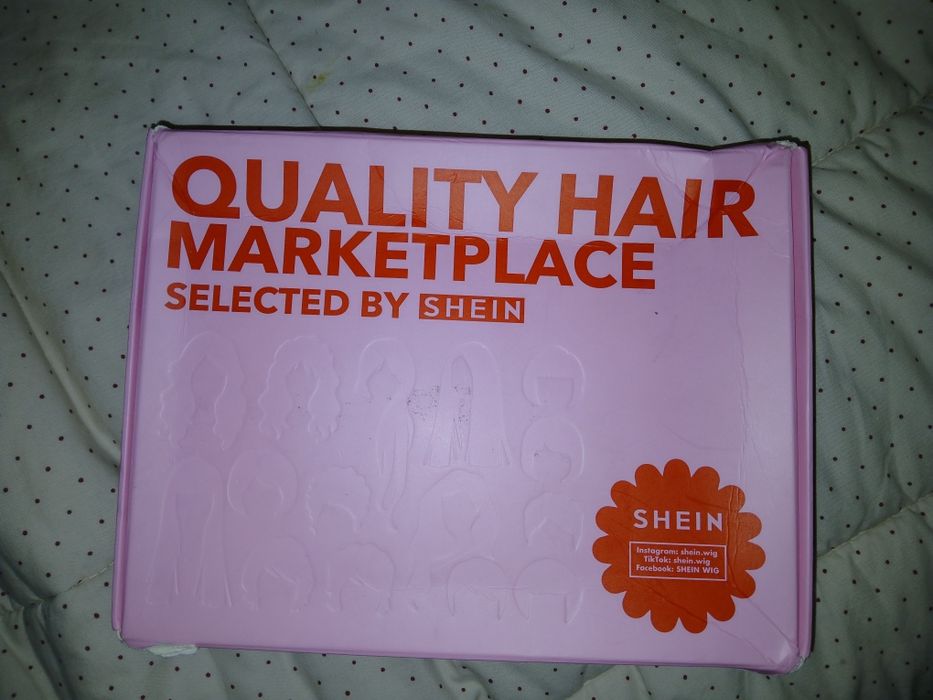 QUALITY HAIR
MARKETPLACE
SELECTED BY SHEIN
SHEIN
Instagram: shein.wig
TikTok: shein.wig
Facebook: SHEIN WIG